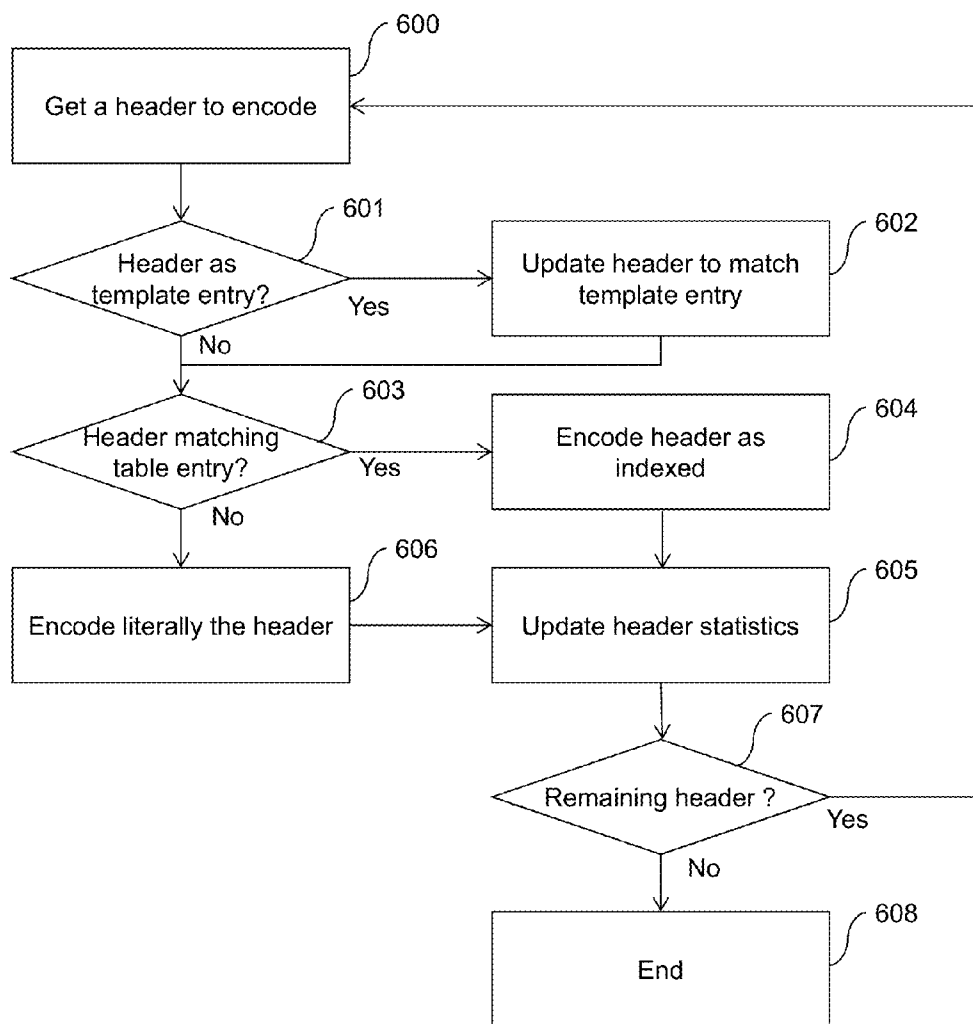 600
Get a header to encode
601
Header as
template entry?
Yes
No
602
Update header to match
template entry
603
Header matching
table entry?
Yes
No
604
Encode header as
indexed
606
Encode literally the header
605
Update header statistics
607
Remaining header ?
Yes
No
608
End